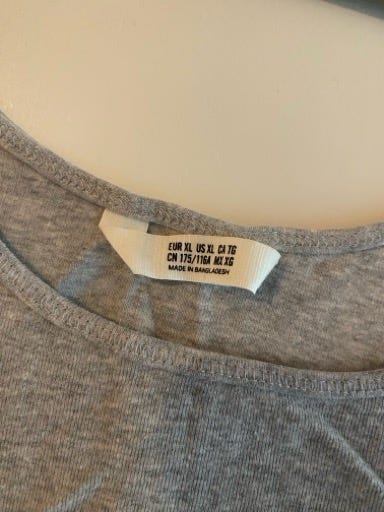 EUR XL US XL CA TG
CN 175/116A MX XG
MADE IN BANGLADESH